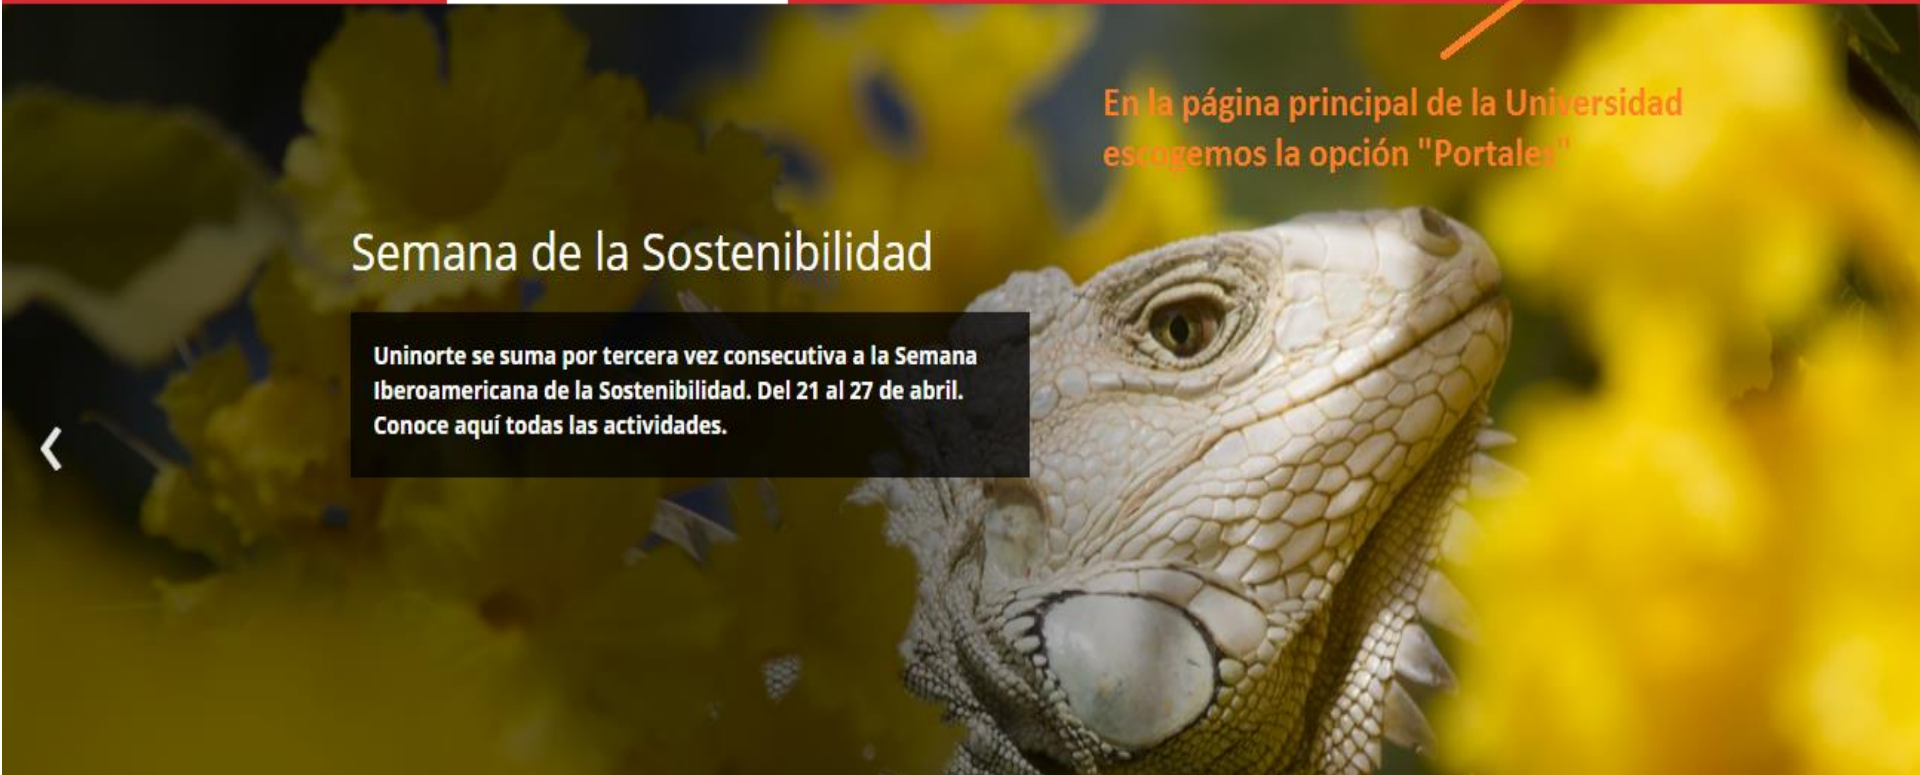 En la página principal de la Universidad
escogemos la opción "Portales"
Semana de la Sostenibilidad
Uninorte se suma por tercera vez consecutiva a la Semana
Iberoamericana de la Sostenibilidad. Del 21 al 27 de abril.
Conoce aquí todas las actividades.